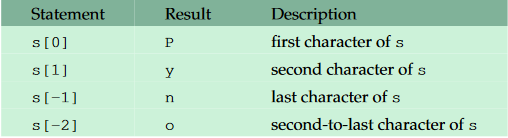 Statement Result Description
s[0] P first character of s
s[1] y second character of s
s[−1] n last character of s
s[−2] o second-to-last character of s